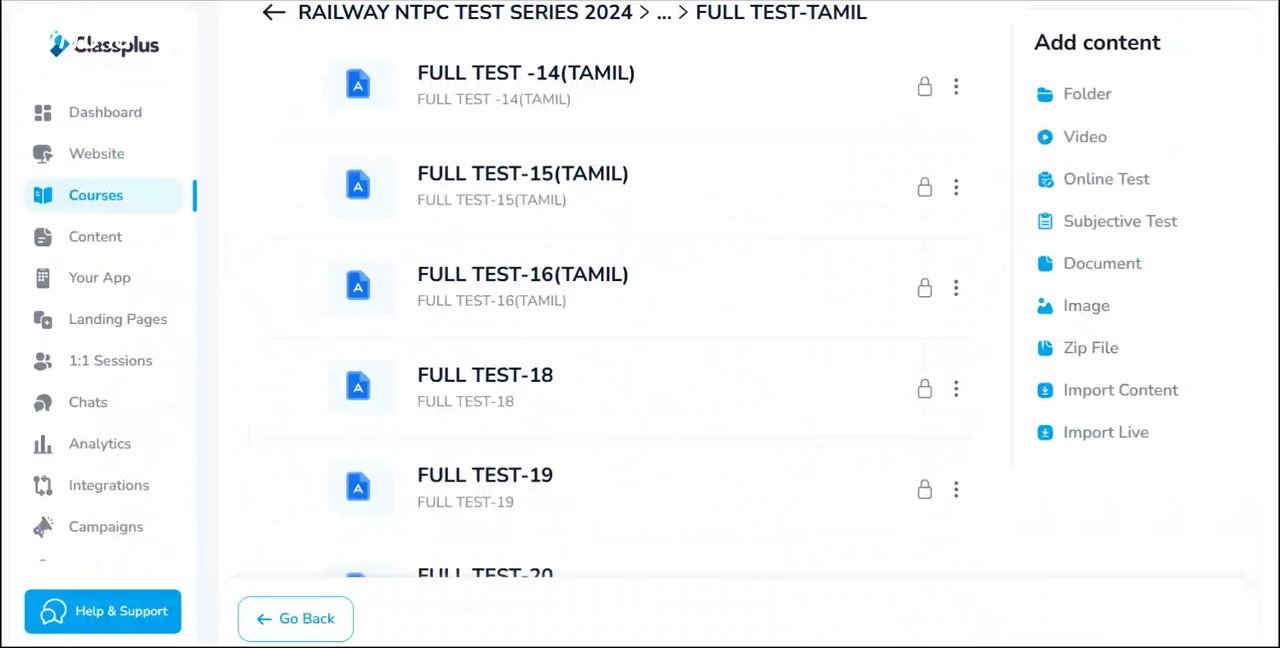 RAILWAY NTPC TEST SERIES 2024 > ... > FULL TEST-TAMIL
Classplus
Dashboard
Website
Courses
Content
Your App
Landing Pages
1:1 Sessions
Chats
Analytics
Integrations
Campaigns
Help & Support
FULL TEST -14(TAMIL)
FULL TEST -14(TAMIL)
FULL TEST-15(TAMIL)
FULL TEST-15(TAMIL)
FULL TEST-16(TAMIL)
FULL TEST-16(TAMIL)
FULL TEST-18
FULL TEST-18
FULL TEST-19
FULL TEST-19
FULL TEST-20
Go Back
Add content
Folder
Video
Online Test
Subjective Test
Document
Image
Zip File
Import Content
Import Live